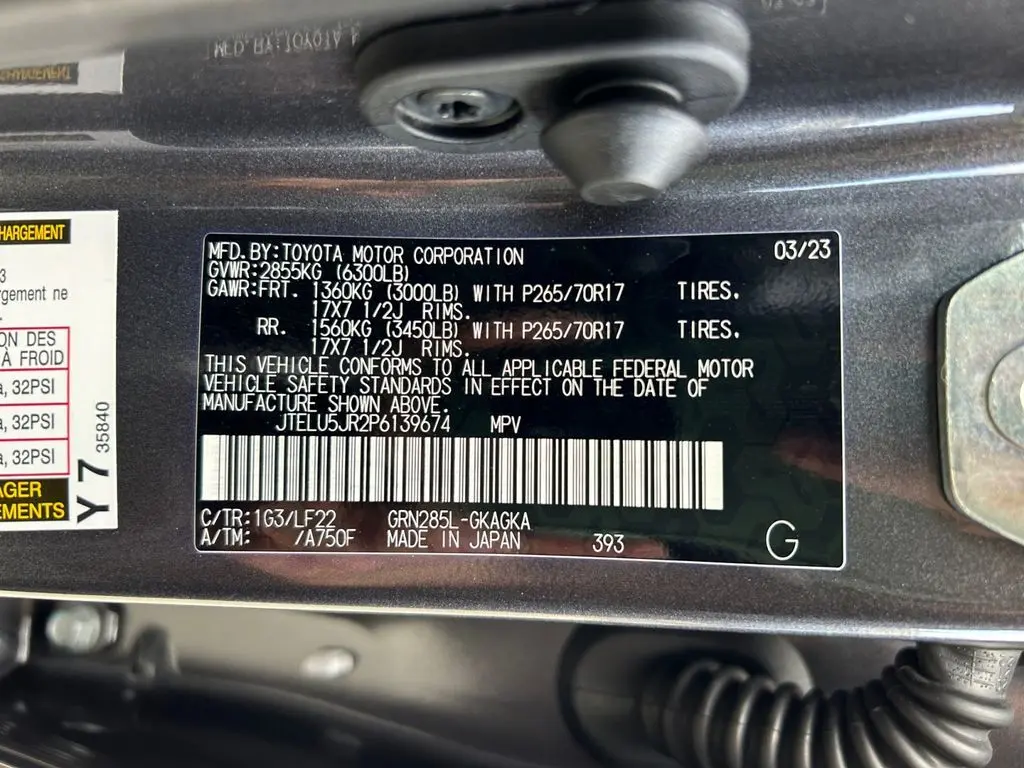 HARGEMENT
3
rgement ne
ON DES
À FROID
a, 32PSI
a, 32PSI
a, 32PSI
AGER
EMENTS
Y 7
35840
MFD. BY:TOYOTA MOTOR CORPORATION 03/23
GVWR:2855KG (6300LB)
GAWR:FRT. 1360KG (3000LB) WITH P265/70R17 TIRES.
17X7 1/2J RIMS.
RR. 1560KG (3450LB) WITH P265/70R17 TIRES.
17X7 1/2J RIMS.
THIS VEHICLE CONFORMS TO ALL APPLICABLE FEDERAL MOTOR
VEHICLE SAFETY STANDARDS IN EFFECT ON THE DATE OF
MANUFACTURE SHOWN ABOVE.
JTELU5JR2P6139674 MPV
C/TR:1G3/LF22 GRN285L-GKAGKA
A/TM: /A750F MADE IN JAPAN 393 G